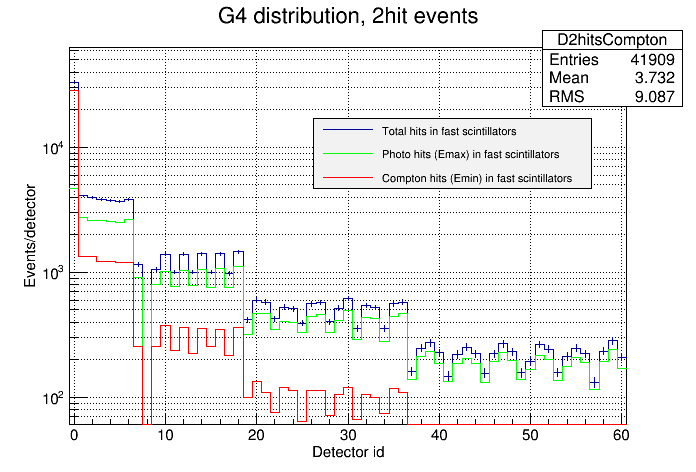 G4 distribution, 2hit events
D2hitsCompton
Entries 41909
Mean 3.732
RMS 9.087
Total hits in fast scintillators
Photo hits (Emax) in fast scintillators
Compton hits (Emin) in fast scintillators
Events/detector
10⁴
10³
10²
0 10 20 30 40 50 60
Detector id